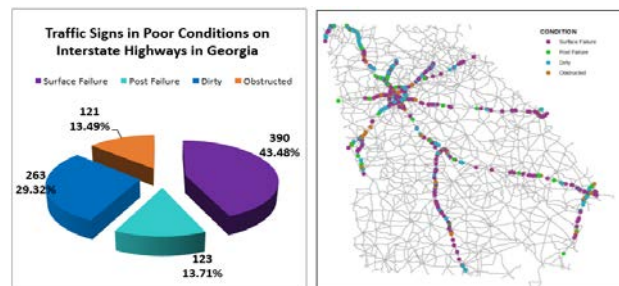 Traffic Signs in Poor Conditions on
Interstate Highways in Georgia
Surface Failure Post Failure Dirty Obstructed
121
13.49%
390
43.48%
263
29.32%
123
13.71%
CONDITION
Surface Failure
Post Failure
Dirty
Obstructed